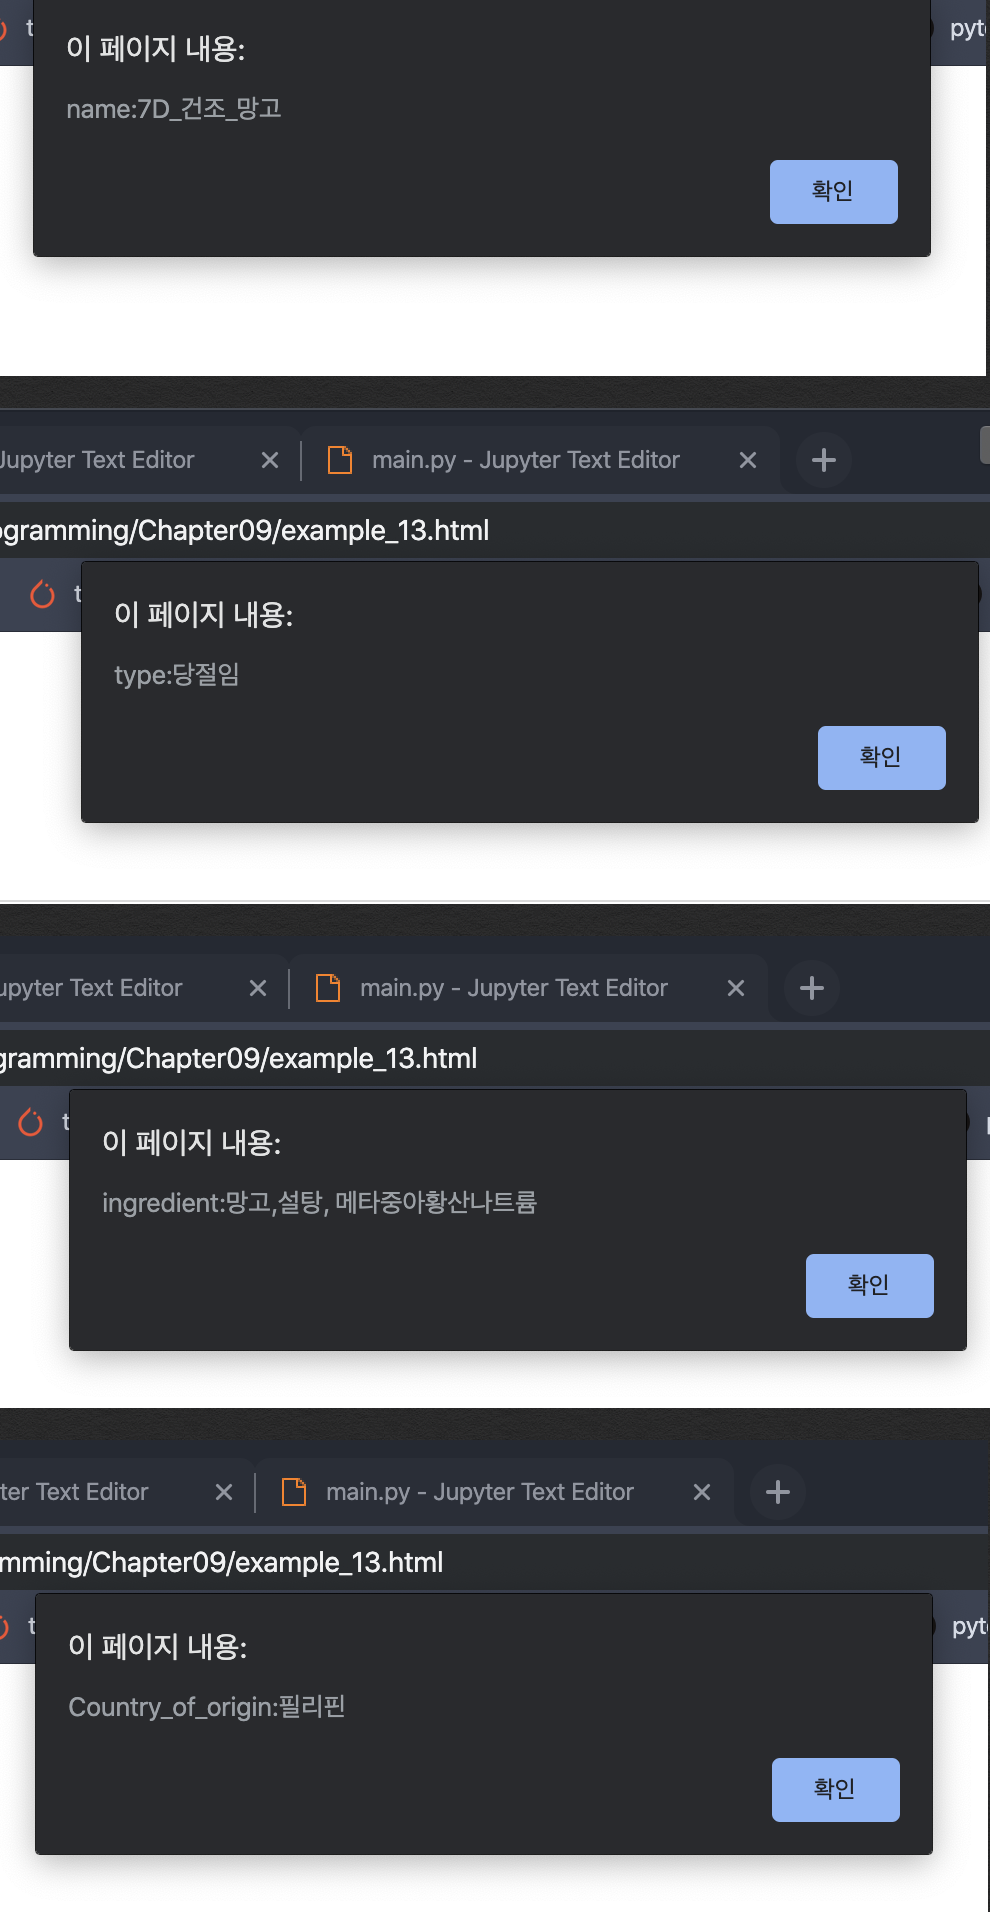 이 페이지 내용:
name:7D_건조_망고
확인
Jupyter Text Editor
main.py - Jupyter Text Editor
ogramming/Chapter09/example_13.html
이 페이지 내용:
type:당절임
확인
upyter Text Editor
main.py - Jupyter Text Editor
gramming/Chapter09/example_13.html
이 페이지 내용:
ingredient:망고,설탕, 메타중아황산나트륨
확인
ter Text Editor
main.py - Jupyter Text Editor
mming/Chapter09/example_13.html
이 페이지 내용:
Country_of_origin:필리핀
확인